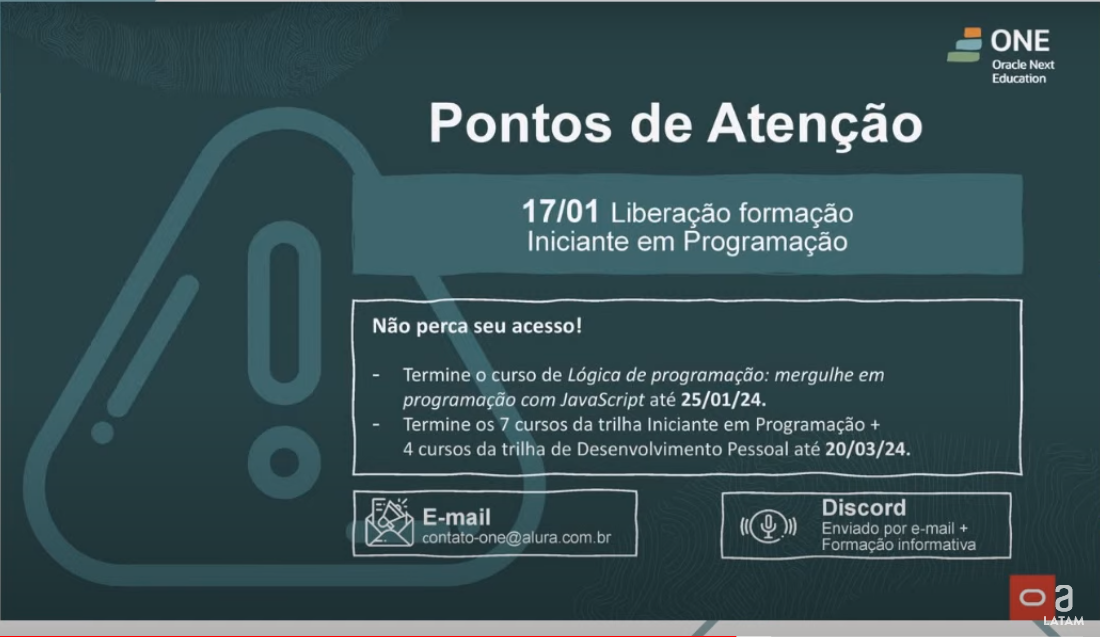 ONE
Oracle Next
Education
Pontos de Atenção
17/01 Liberação formação
Iniciante em Programação
Não perca seu acesso!
- Termine o curso de Lógica de programação: mergulhe em
programação com JavaScript até 25/01/24.
- Termine os 7 cursos da trilha Iniciante em Programação +
4 cursos da trilha de Desenvolvimento Pessoal até 20/03/24.
E-mail
contato-one@alura.com.br
Discord
Enviado por e-mail +
Formação informativa
a
LATAM